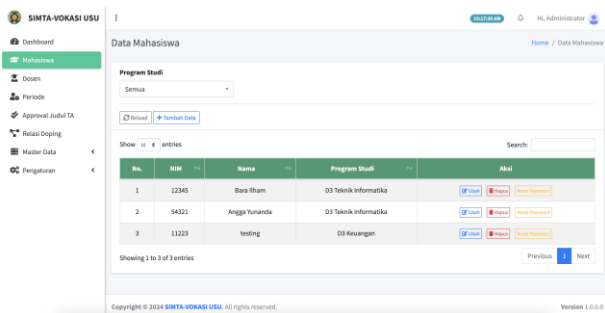 SIMTA-VOKASI USU
10:17:34 AM
Hi, Administrator
Dashboard
Mahasiswa
Dosen
Periode
Approval Judul TA
Relasi Doping
Master Data
Pengaturan
Data Mahasiswa
Home / Data Mahasiswa
Program Studi
Semua
Reload + Tambah Data
Show 10 entries
Search:
No. NIM Nama Program Studi Aksi
1 12345 Bara Ilham D3 Teknik Informatika Ubah Hapus Reset Password
2 54321 Angga Yunanda D3 Teknik Informatika Ubah Hapus Reset Password
3 11223 testing D3 Keuangan Ubah Hapus Reset Password
Showing 1 to 3 of 3 entries
Previous 1 Next
Copyright © 2024 SIMTA-VOKASI USU. All rights reserved.
Version 1.0.0.0